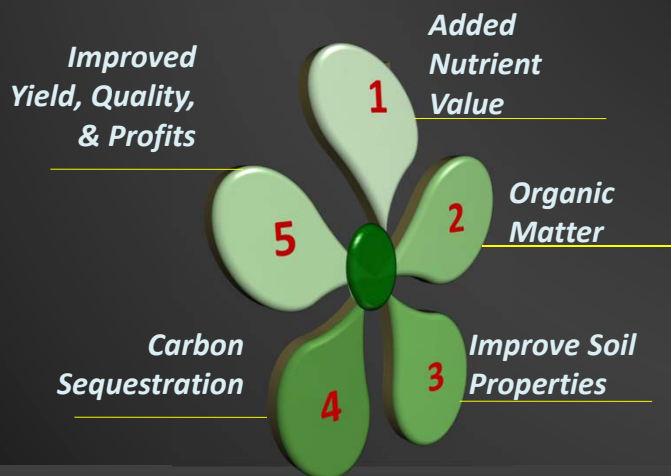 1
Added
Nutrient
Value
2
Organic
Matter
3
Improve Soil
Properties
4
Carbon
Sequestration
5
Improved
Yield, Quality,
& Profits